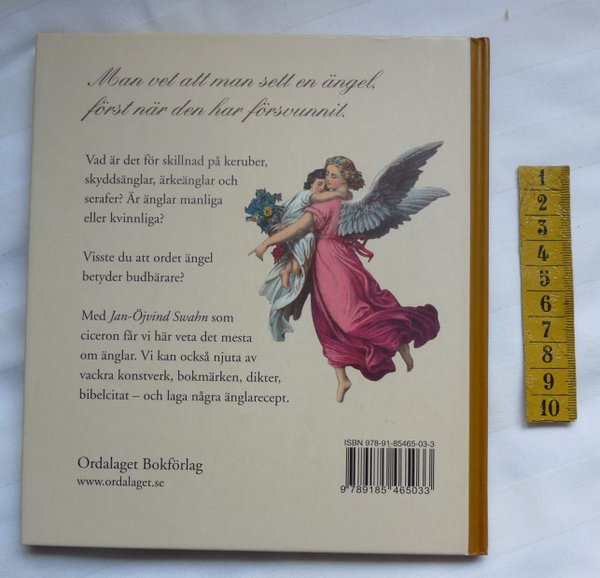 Man vet att man sett en ängel,
först när den har försvunnit.
Vad är det för skillnad på keruber,
skyddsänglar, ärkeänglar och
serafer? Är änglar manliga
eller kvinnliga?
Visste du att ordet ängel
betyder budbärare?
Med Jan-Öjvind Swahn som
ciceron får vi här veta det mesta
om änglar. Vi kan också njuta av
vackra konstverk, bokmärken, dikter,
bibelcitat – och laga några änglarecept.
Ordalaget Bokförlag
www.ordalaget.se
ISBN 978-91-85465-03-3
9 789185 465033
1
2
3
4
5
6
7
8
9
10